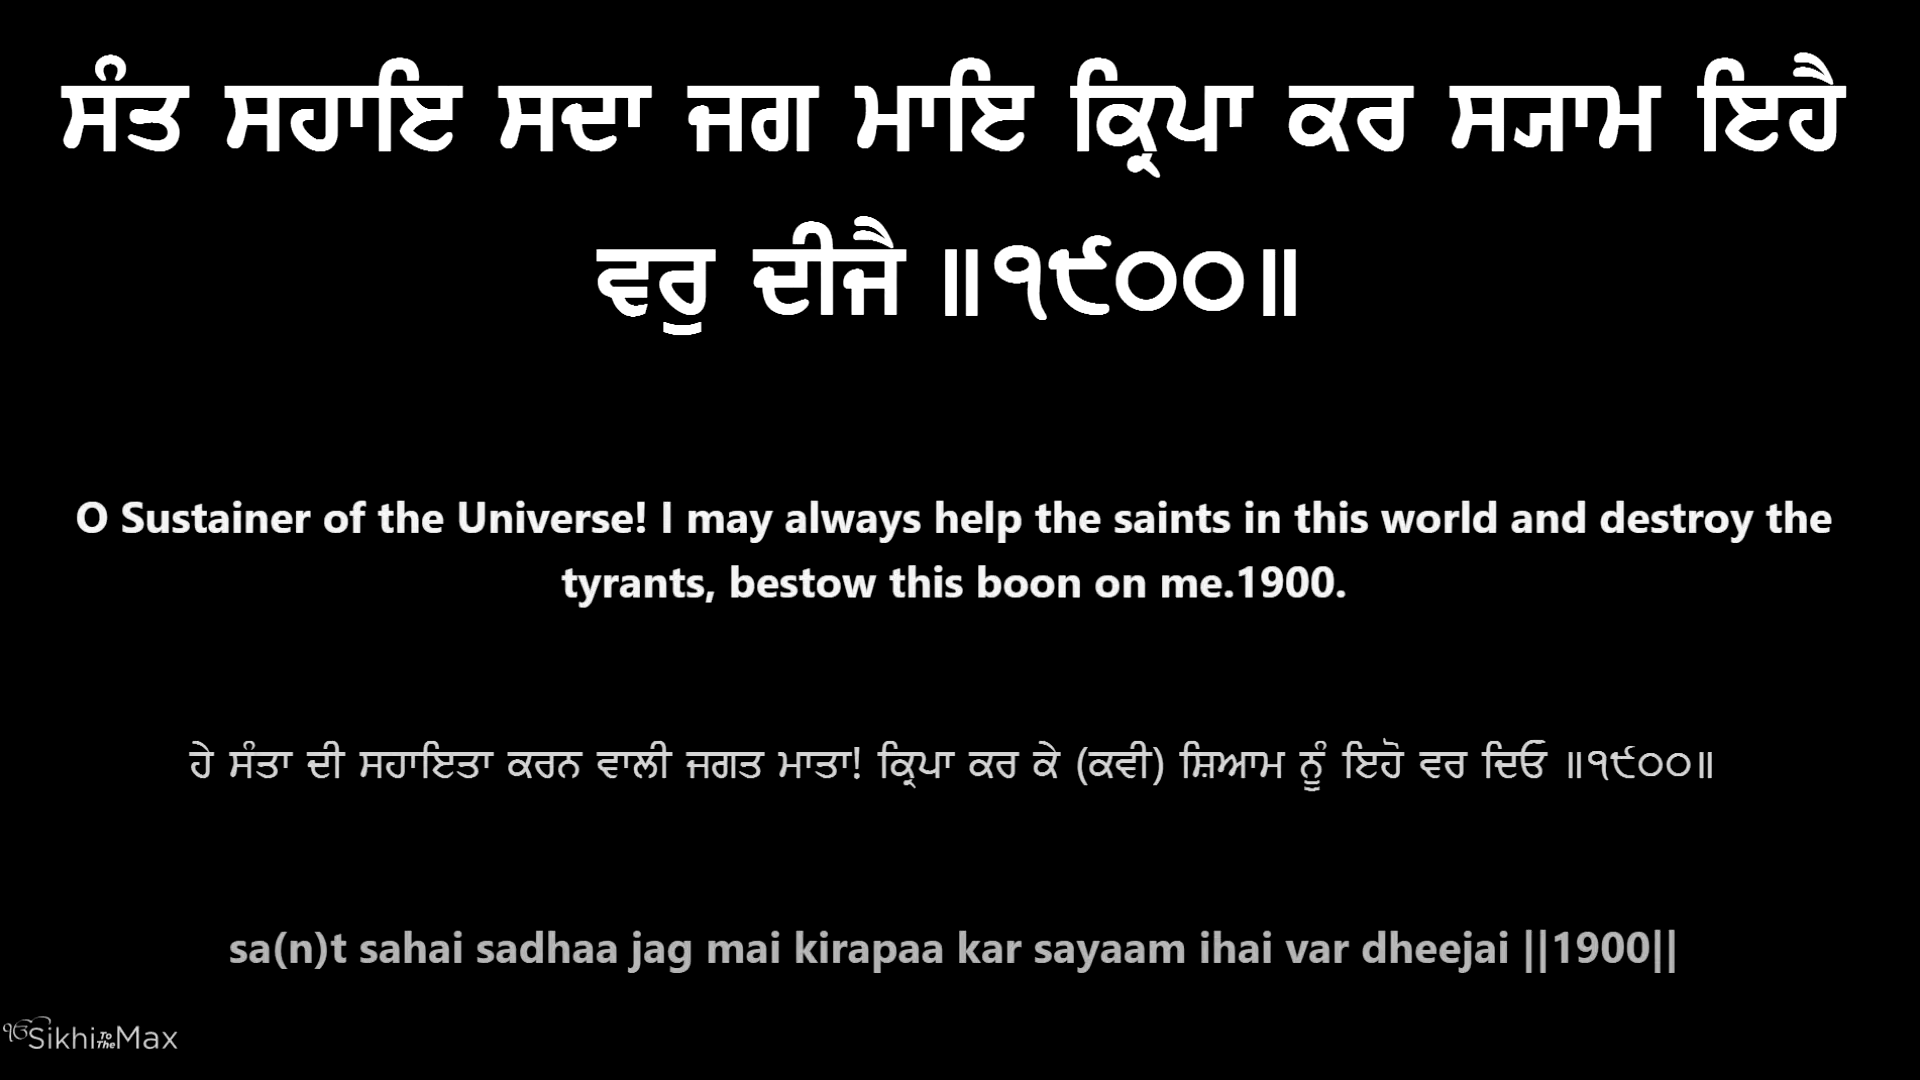 ਸੰਤ ਸਹਾਇ ਸਦਾ ਜਗ ਮਾਇ ਕ੍ਰਿਪਾ ਕਰ ਸੵਾਮ ਇਹੈ
ਵਰੁ ਦੀਜੈ ॥੧੯੦੦॥
O Sustainer of the Universe! I may always help the saints in this world and destroy the
tyrants, bestow this boon on me.1900.
ਹੇ ਸੰਤਾ ਦੀ ਸਹਾਇਤਾ ਕਰਨ ਵਾਲੀ ਜਗਤ ਮਾਤਾ! ਕ੍ਰਿਪਾ ਕਰ ਕੇ (ਕਵੀ) ਸ਼ਿਆਮ ਨੂੰ ਇਹੋ ਵਰ ਦਿਓ ॥੧੯੦੦॥
sa(n)t sahai sadhaa jag mai kirapaa kar sayaam ihai var dheejai ||1900||
ੴSikhiToTheMax